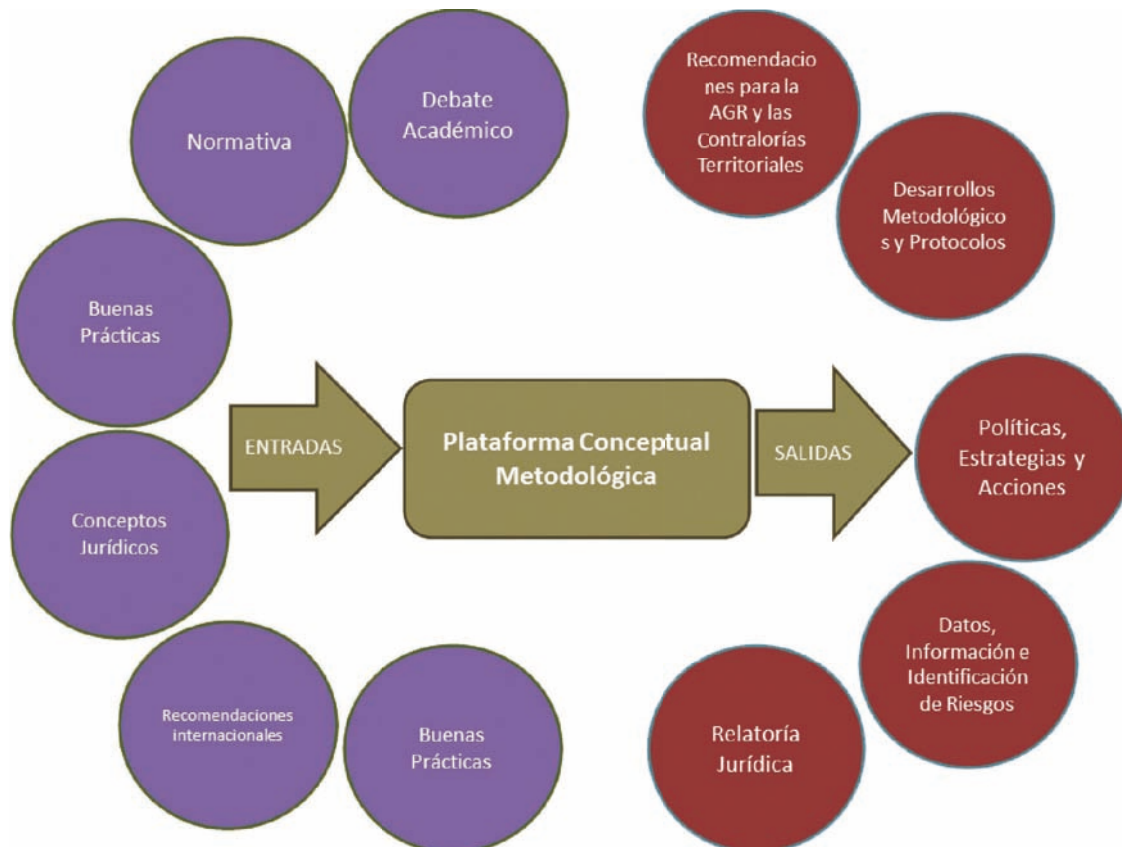 Debate
Académico
Normativa
Buenas
Prácticas
Conceptos
Jurídicos
Recomendaciones
internacionales
Buenas
Prácticas
ENTRADAS
Plataforma Conceptual
Metodológica
SALIDAS
Recomendacio
nes para la
AGR y las
Contralorías
Territoriales
Desarrollos
Metodológico
s y Protocolos
Políticas,
Estrategias y
Acciones
Datos,
Información e
Identificación
de Riesgos
Relatoría
Jurídica